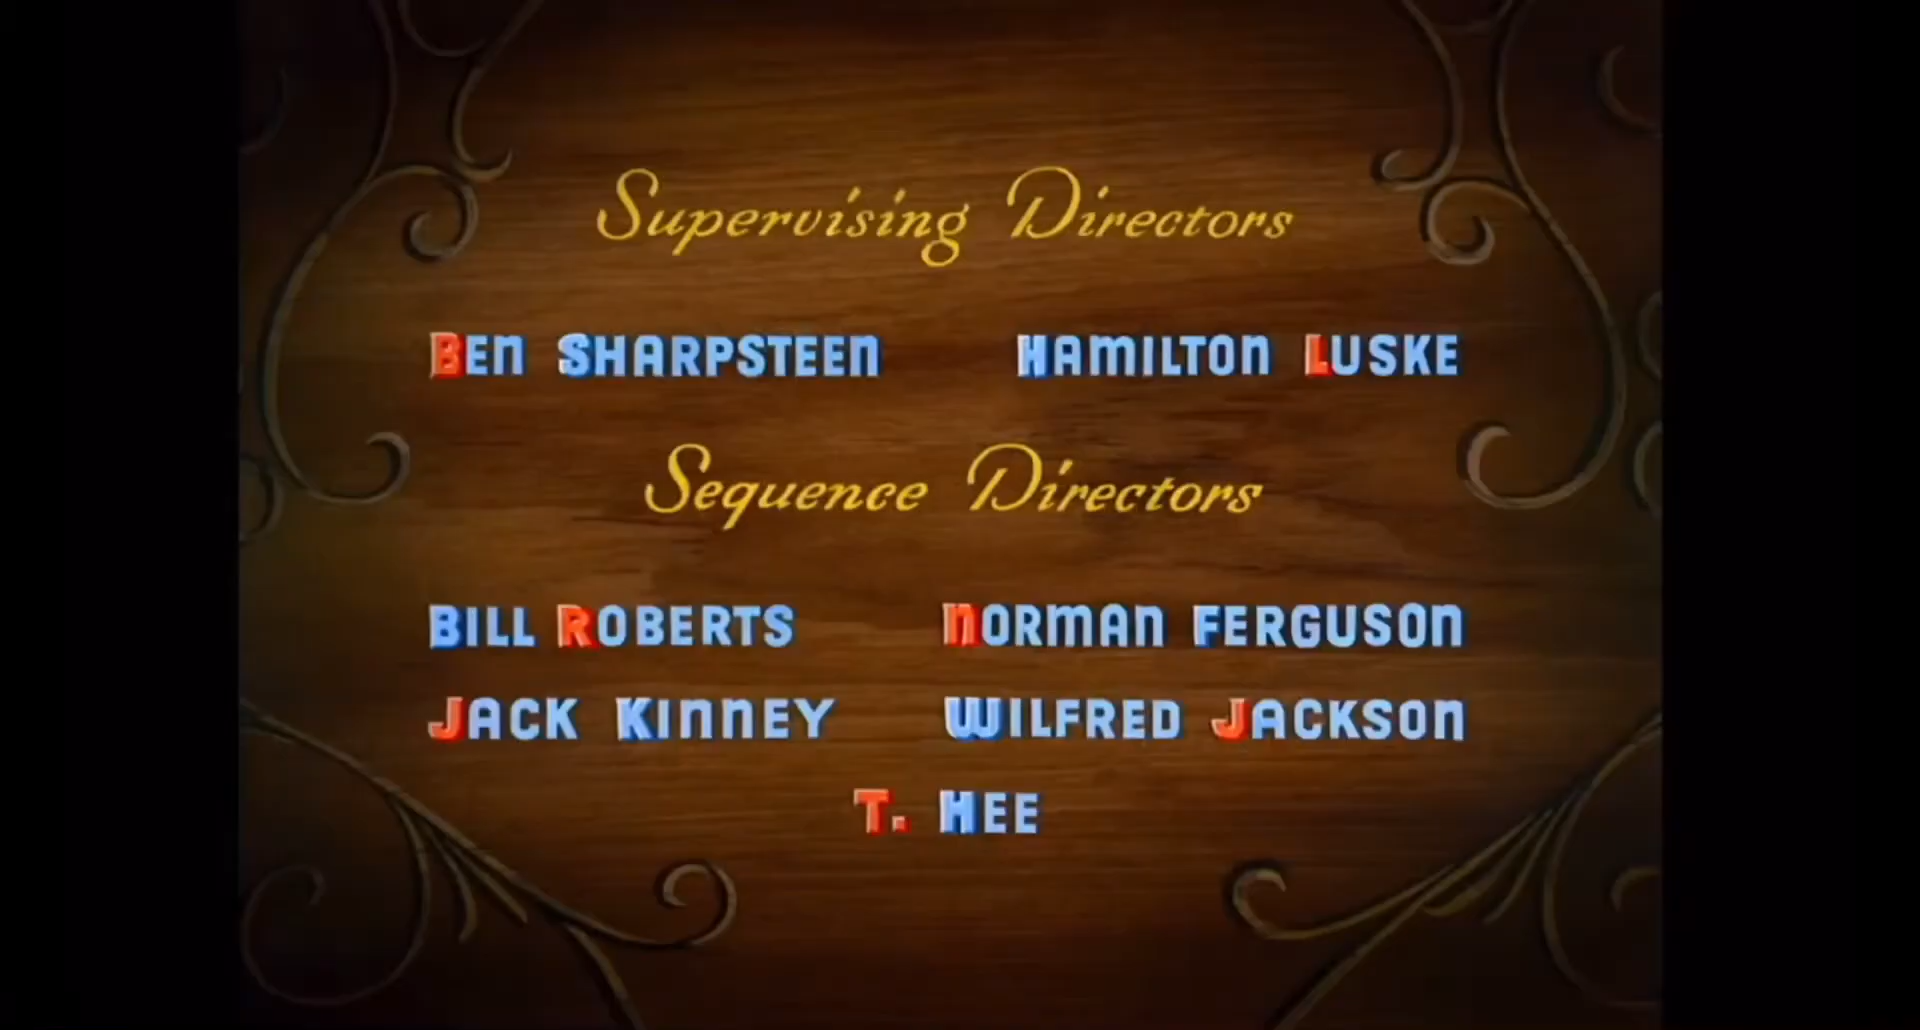 Supervising Directors
BEN SHARPSTEEN HAMILTON LUSKE
Sequence Directors
BILL ROBERTS NORMAN FERGUSON
JACK KINNEY WILFRED JACKSON
T. HEE